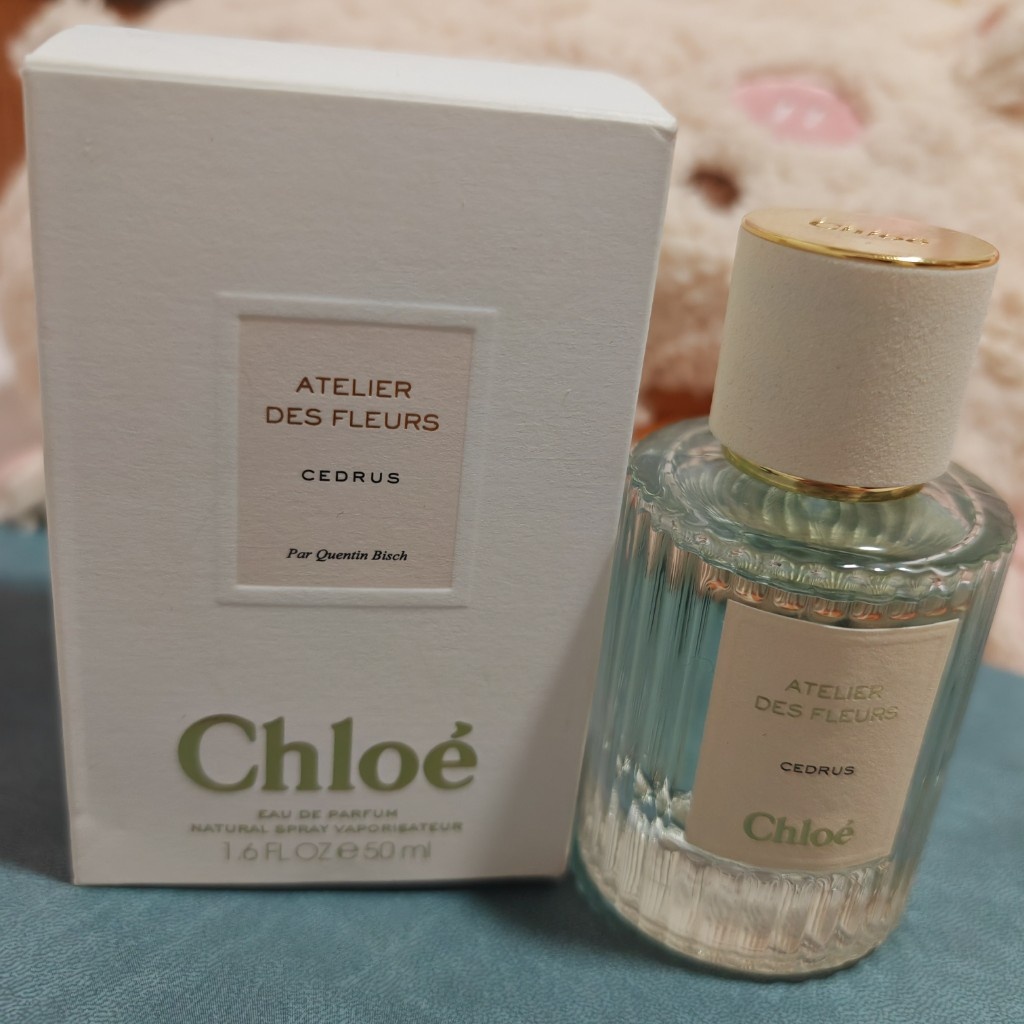 ATELIER
DES FLEURS
CEDRUS
Par Quentin Bisch
Chloé
EAU DE PARFUM
NATURAL SPRAY VAPORISATEUR
1.6 FL OZ e 50 ml
Chloé
ATELIER
DES FLEURS
CEDRUS
Chloé